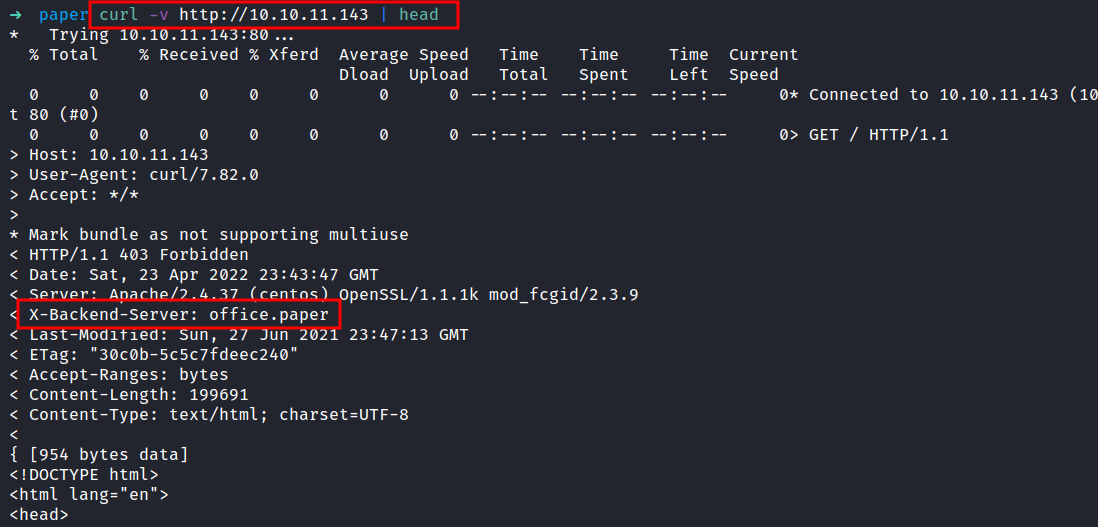 → paper curl -v http://10.10.11.143 | head
*   Trying 10.10.11.143:80...
  % Total    % Received % Xferd  Average Speed   Time    Time     Time  Current
                                 Dload  Upload   Total   Spent    Left  Speed
  0     0    0     0    0     0      0      0 --:--:-- --:--:-- --:--:--     0* Connected to 10.10.11.143 (10
t 80 (#0)
  0     0    0     0    0     0      0      0 --:--:-- --:--:-- --:--:--     0> GET / HTTP/1.1
> Host: 10.10.11.143
> User-Agent: curl/7.82.0
> Accept: */*
>
* Mark bundle as not supporting multiuse
< HTTP/1.1 403 Forbidden
< Date: Sat, 23 Apr 2022 23:43:47 GMT
< Server: Apache/2.4.37 (centos) OpenSSL/1.1.1k mod_fcgid/2.3.9
< X-Backend-Server: office.paper
< Last-Modified: Sun, 27 Jun 2021 23:47:13 GMT
< ETag: "30c0b-5c5c7fdeec240"
< Accept-Ranges: bytes
< Content-Length: 199691
< Content-Type: text/html; charset=UTF-8
<
{ [954 bytes data]
<!DOCTYPE html>
<html lang="en">
<head>